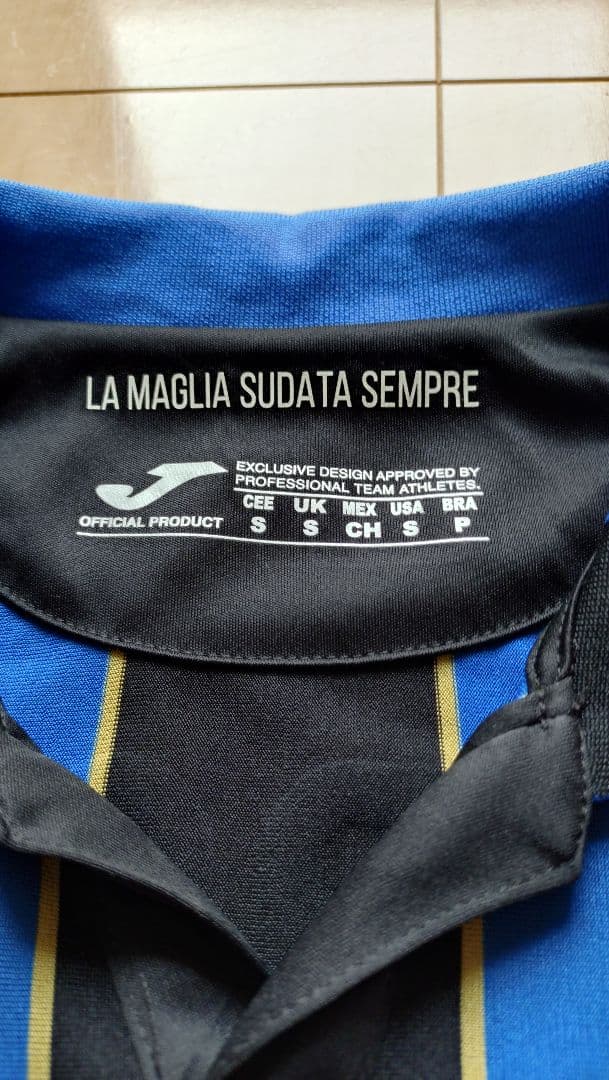 LA MAGLIA SUDATA SEMPRE
EXCLUSIVE DESIGN APPROVED BY
PROFESSIONAL TEAM ATHLETES.
OFFICIAL PRODUCT
CEE UK MEX USA BRA
S S CH S P